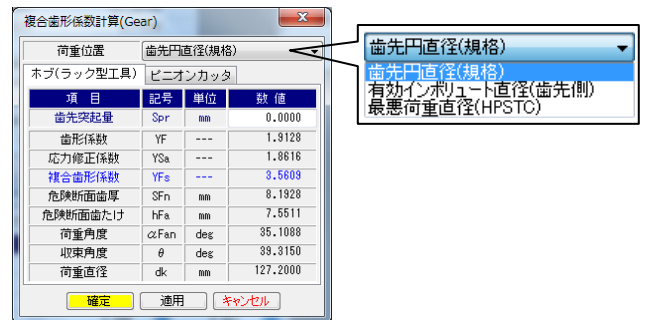 複合歯形係数計算(Gear)
荷重位置 歯先円直径(規格)
ホブ(ラック型工具) ピニオンカッタ
項 目 記号 単位 数 値
歯先突起量 Spr mm 0.0000
歯形係数 YF --- 1.9128
応力修正係数 YSa --- 1.8616
複合歯形係数 YFs --- 3.5609
危険断面歯厚 SFn mm 8.1928
危険断面歯たけ hFa mm 7.5511
荷重角度 αFan deg 35.1088
収束角度 θ deg 39.3150
荷重直径 dk mm 127.2000
確定 適用 キャンセル
歯先円直径(規格)
歯先円直径(規格)
有効インボリュート直径(歯先側)
最悪荷重直径(HPSTC)